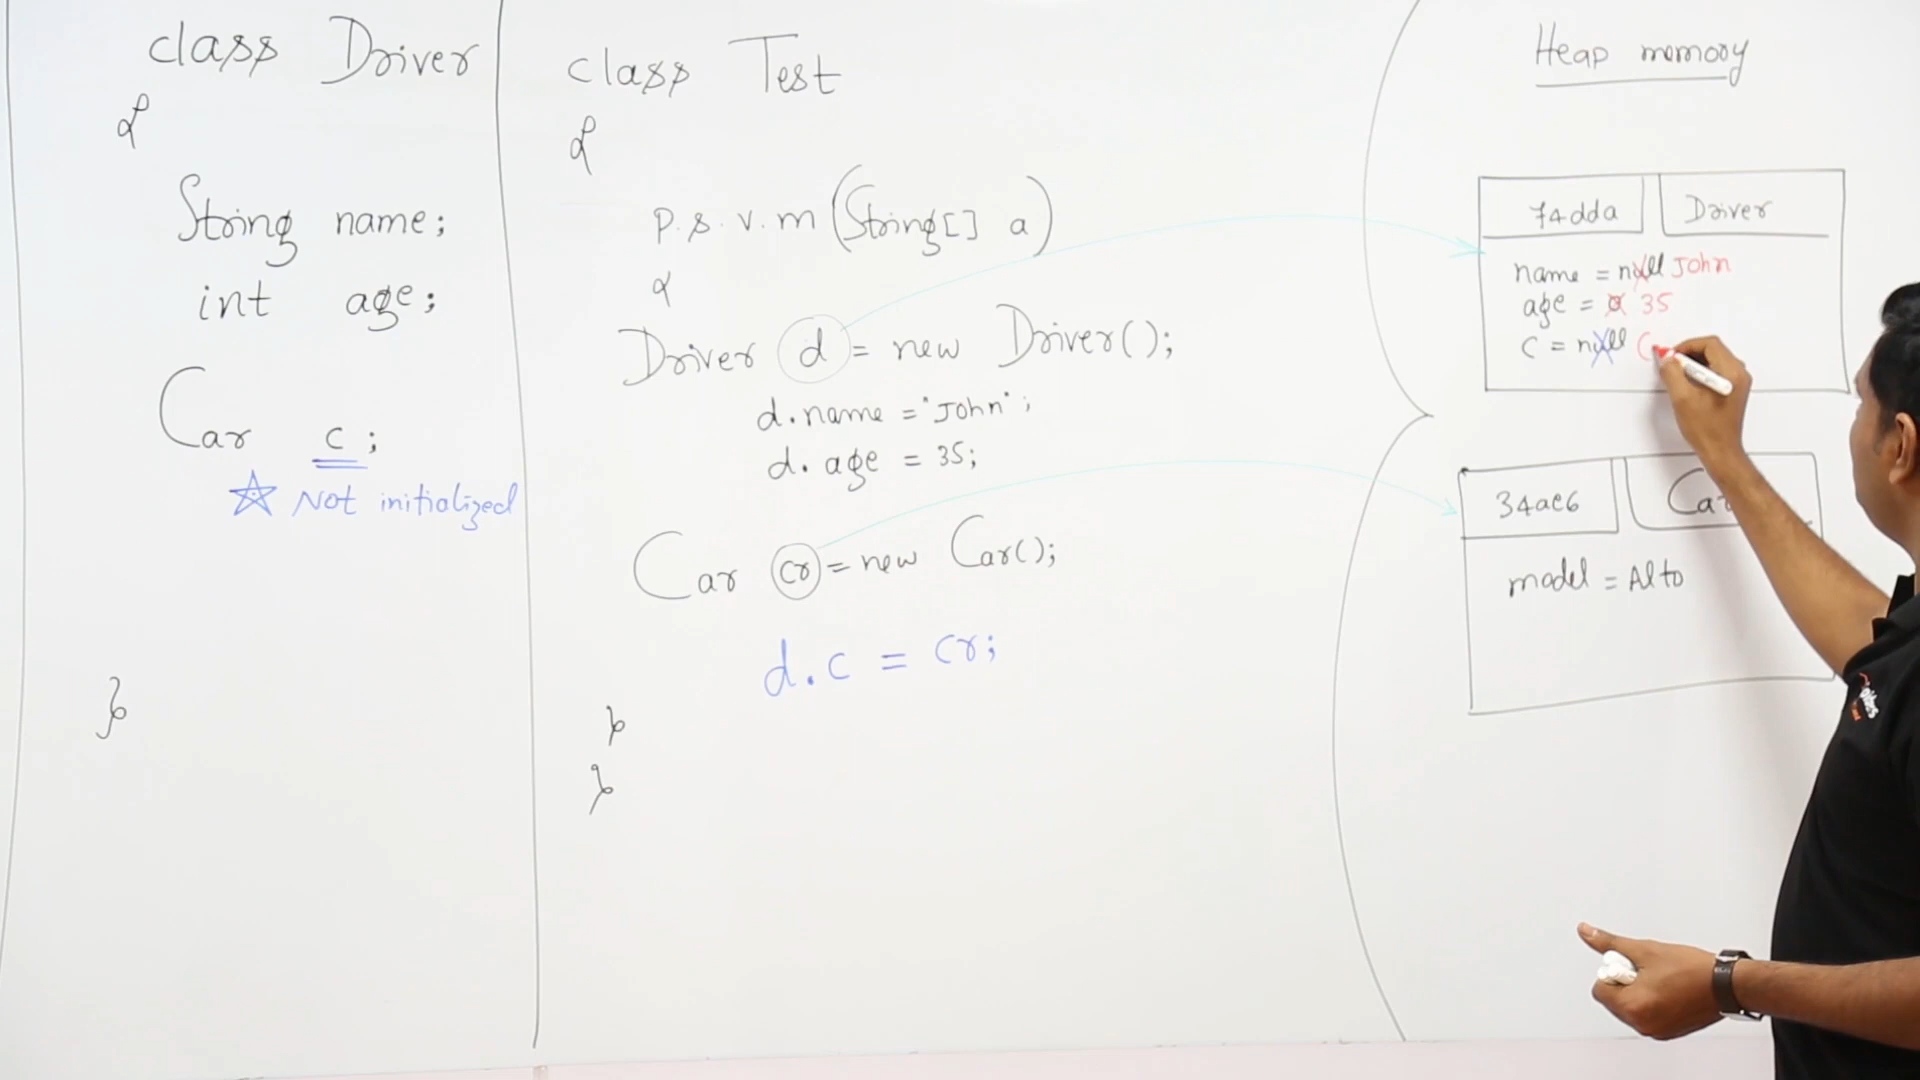 class Driver
{
String name;
int age;
Car c;
☆ Not initialized
}
class Test
{
p.s.v.m (String[] a)
{
Driver d = new Driver();
d.name = "John";
d.age = 35;
Car cr = new Car();
d.c = cr;
}
}
Heap memory
74dda Driver
name = null John
age = 0 35
c = null
34ae6 Car
model = Alto